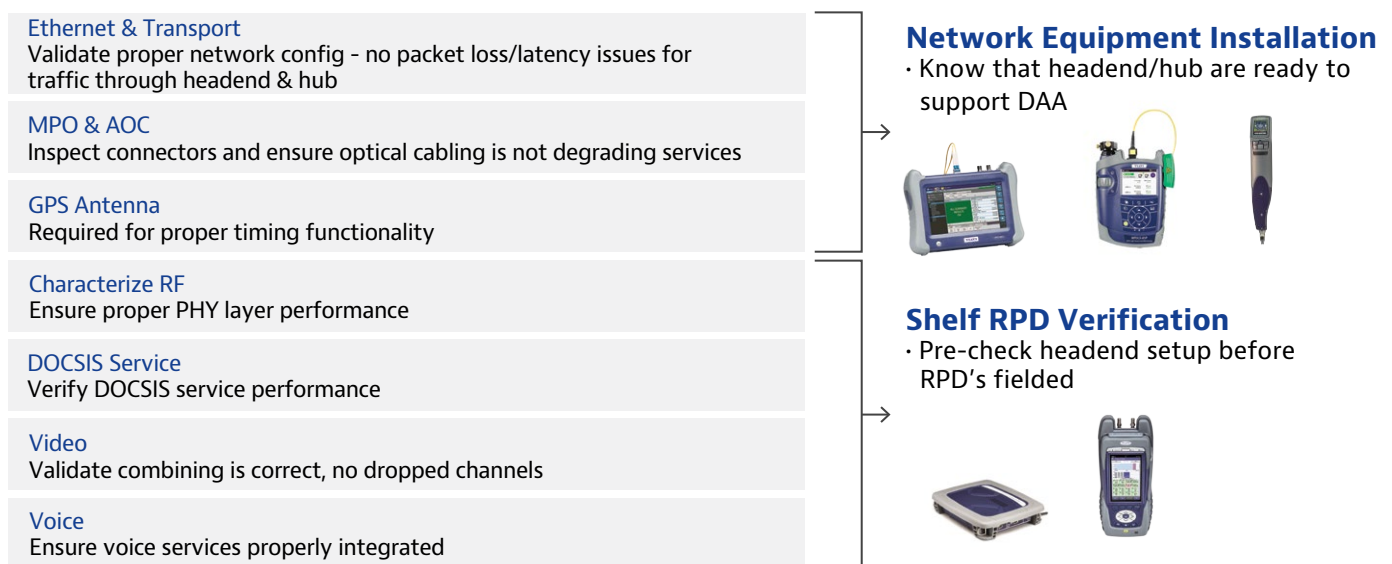 Ethernet & Transport
Validate proper network config - no packet loss/latency issues for
traffic through headend & hub
MPO & AOC
Inspect connectors and ensure optical cabling is not degrading services
GPS Antenna
Required for proper timing functionality
Characterize RF
Ensure proper PHY layer performance
DOCSIS Service
Verify DOCSIS service performance
Video
Validate combining is correct, no dropped channels
Voice
Ensure voice services properly integrated
Network Equipment Installation
· Know that headend/hub are ready to
support DAA
Shelf RPD Verification
· Pre-check headend setup before
RPD's fielded